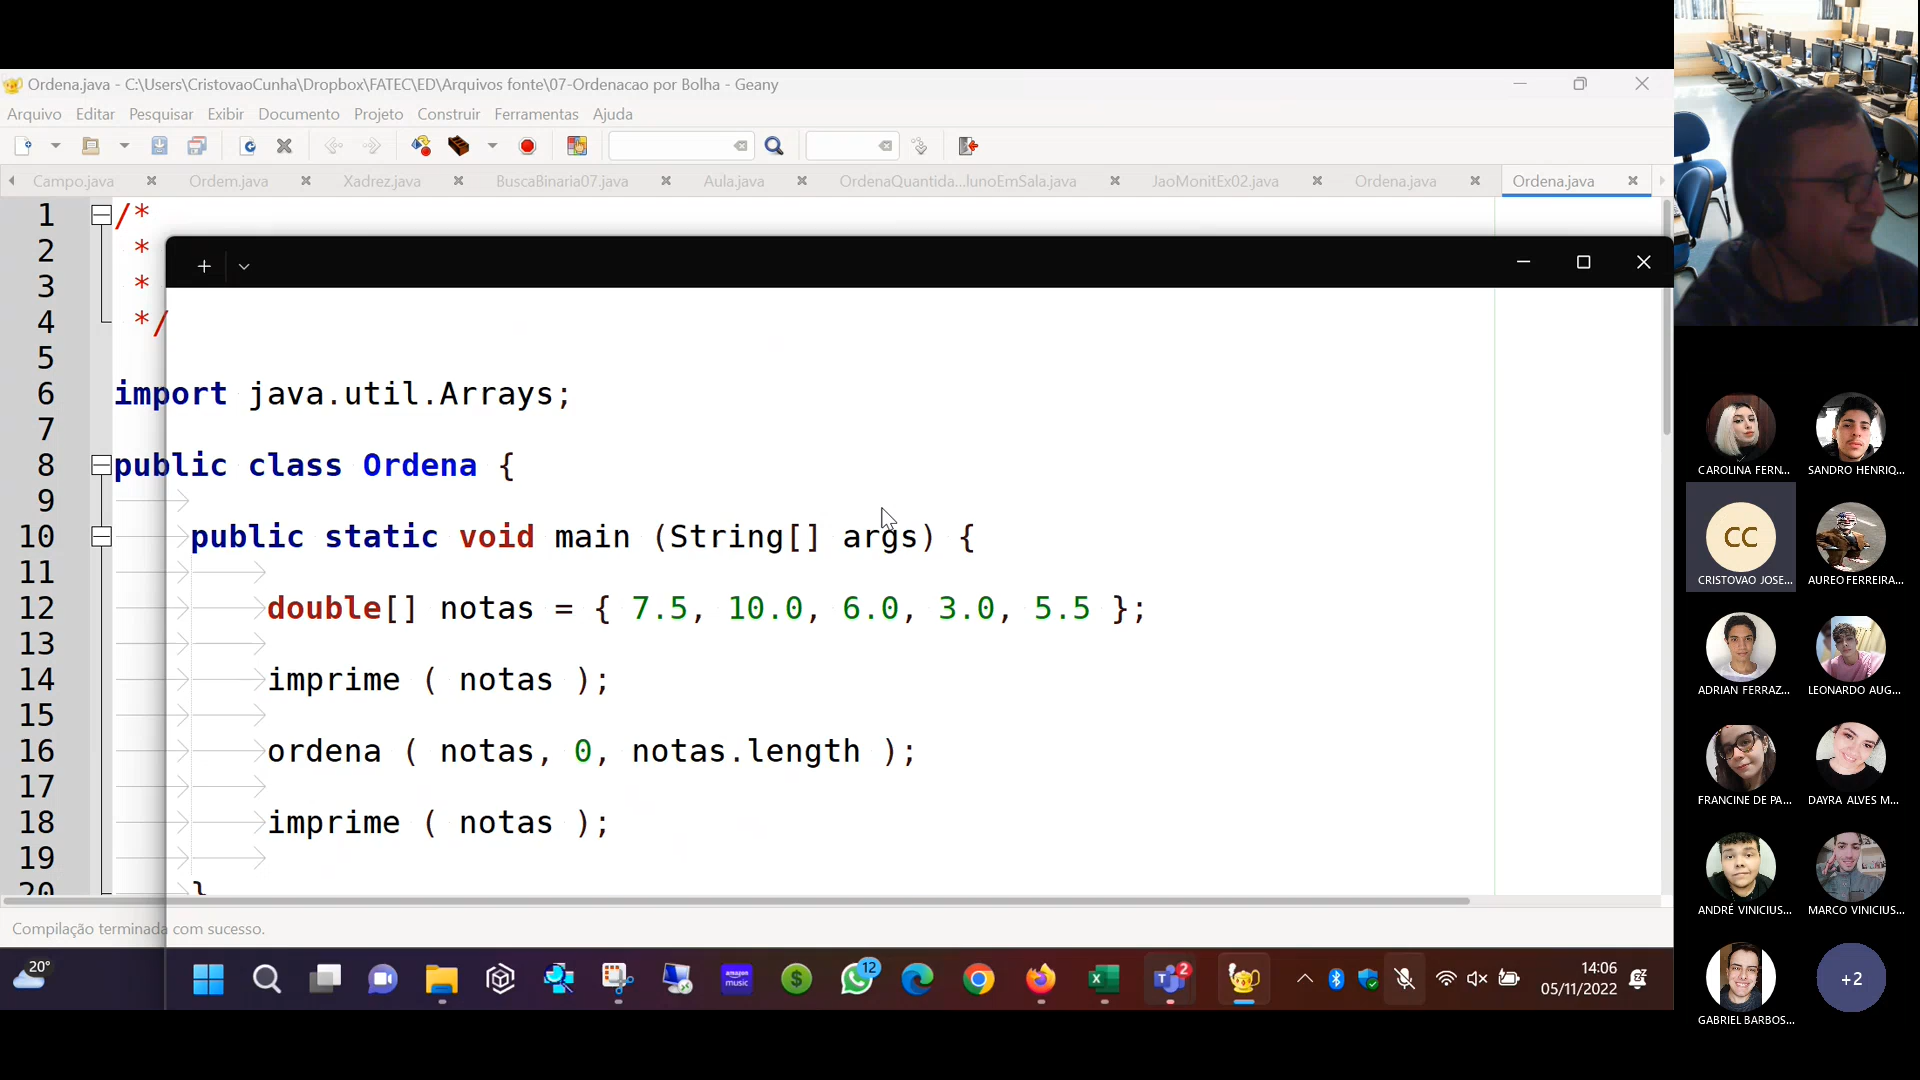 Ordena.java - C:\Users\CristovaoCunha\Dropbox\FATEC\ED\Arquivos fonte\07-Ordenacao por Bolha - Geany
Arquivo Editar Pesquisar Exibir Documento Projeto Construir Ferramentas Ajuda
Campo.java Ordem.java Xadrez.java BuscaBinaria07.java Aula.java OrdenaQuantida...lunoEmSala.java JaoMonitEx02.java Ordena.java Ordena.java
1 /*
2 *
3 *
4 */
5
6 import java.util.Arrays;
7
8 public class Ordena {
9
10 public static void main (String[] args) {
11
12 double[] notas = { 7.5, 10.0, 6.0, 3.0, 5.5 };
13
14 imprime ( notas );
15
16 ordena ( notas, 0, notas.length );
17
18 imprime ( notas );
19
20 }
Compilação terminada com sucesso.
20°
amazon music
12
2
14:06
05/11/2022
CAROLINA FERN...
SANDRO HENRIQ...
CC
CRISTOVAO JOSE...
AUREO FERREIRA...
ADRIAN FERRAZ...
LEONARDO AUG...
FRANCINE DE PA...
DAYRA ALVES M...
ANDRÉ VINICIUS...
MARCO VINICIUS...
GABRIEL BARBOS...
+2